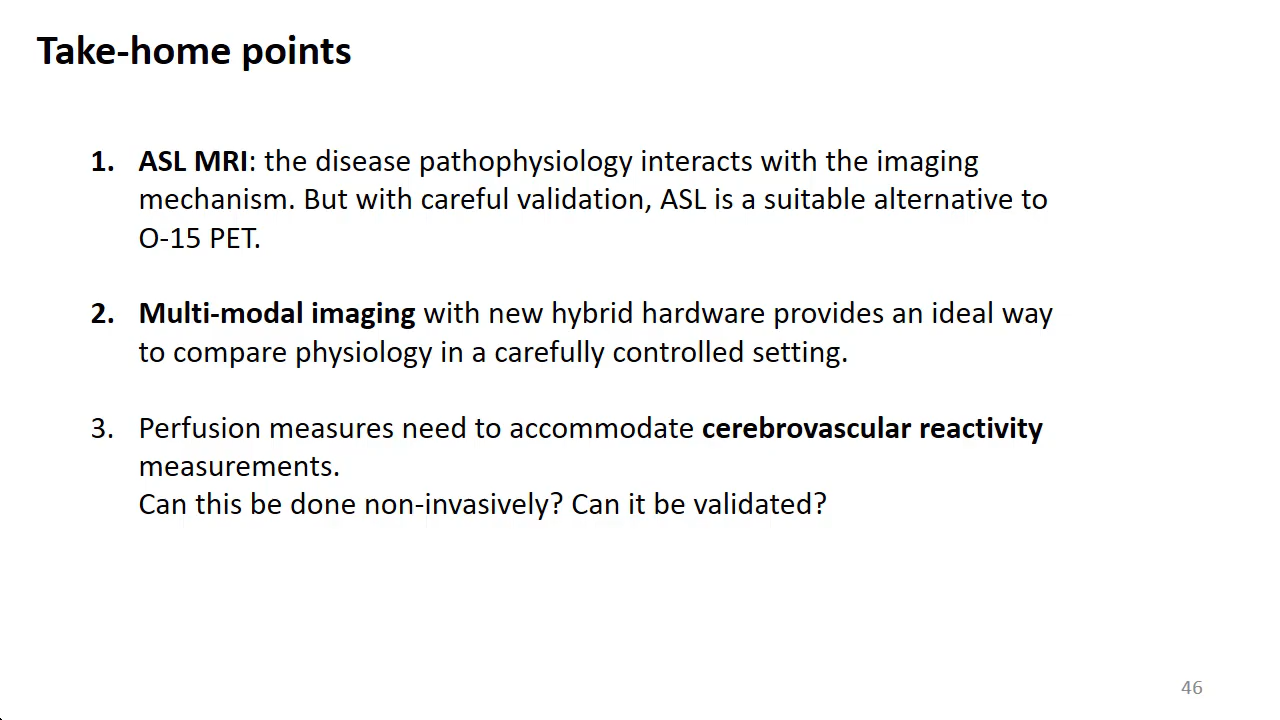 Take-home points
1. ASL MRI: the disease pathophysiology interacts with the imaging
mechanism. But with careful validation, ASL is a suitable alternative to
O-15 PET.
2. Multi-modal imaging with new hybrid hardware provides an ideal way
to compare physiology in a carefully controlled setting.
3. Perfusion measures need to accommodate cerebrovascular reactivity
measurements.
Can this be done non-invasively? Can it be validated?
46